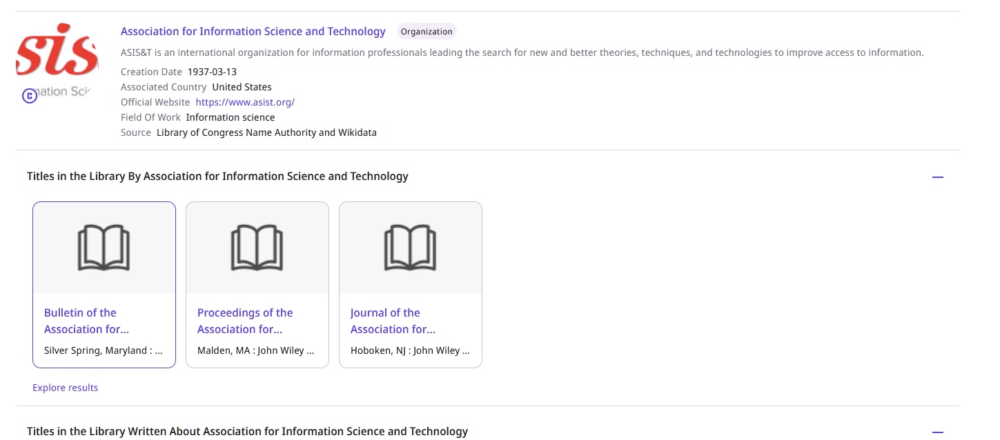 sis
mation Sci
C
Association for Information Science and Technology Organization
ASIS&T is an international organization for information professionals leading the search for new and better theories, techniques, and technologies to improve access to information.
Creation Date 1937-03-13
Associated Country United States
Official Website https://www.asist.org/
Field Of Work Information science
Source Library of Congress Name Authority and Wikidata
Titles in the Library By Association for Information Science and Technology
Bulletin of the
Association for...
Silver Spring, Maryland : ...
Proceedings of the
Association for...
Malden, MA : John Wiley ...
Journal of the
Association for...
Hoboken, NJ : John Wiley ...
Explore results
Titles in the Library Written About Association for Information Science and Technology